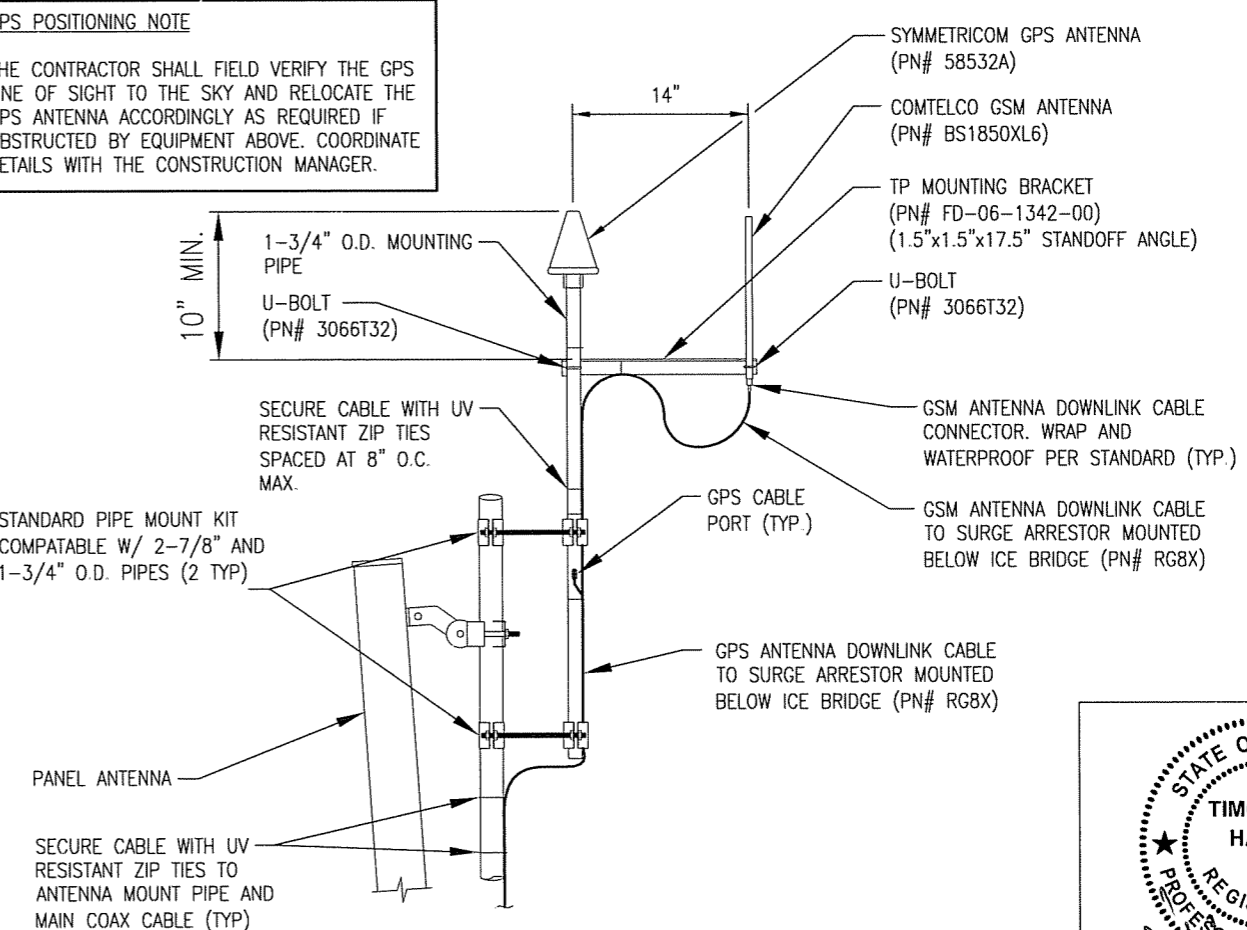 PS POSITIONING NOTE
HE CONTRACTOR SHALL FIELD VERIFY THE GPS
NE OF SIGHT TO THE SKY AND RELOCATE THE
PS ANTENNA ACCORDINGLY AS REQUIRED IF
BSTRUCTED BY EQUIPMENT ABOVE. COORDINATE
ETAILS WITH THE CONSTRUCTION MANAGER.
14"
SYMMETRICOM GPS ANTENNA
(PN# 58532A)
COMTELCO GSM ANTENNA
(PN# BS1850XL6)
TP MOUNTING BRACKET
(PN# FD-06-1342-00)
(1.5"x1.5"x17.5" STANDOFF ANGLE)
U-BOLT
(PN# 3066T32)
10" MIN.
1-3/4" O.D. MOUNTING
PIPE
U-BOLT
(PN# 3066T32)
SECURE CABLE WITH UV
RESISTANT ZIP TIES
SPACED AT 8" O.C.
MAX.
GSM ANTENNA DOWNLINK CABLE
CONNECTOR. WRAP AND
WATERPROOF PER STANDARD (TYP.)
GPS CABLE
PORT (TYP.)
GSM ANTENNA DOWNLINK CABLE
TO SURGE ARRESTOR MOUNTED
BELOW ICE BRIDGE (PN# RG8X)
STANDARD PIPE MOUNT KIT
COMPATABLE W/ 2-7/8" AND
1-3/4" O.D. PIPES (2 TYP)
GPS ANTENNA DOWNLINK CABLE
TO SURGE ARRESTOR MOUNTED
BELOW ICE BRIDGE (PN# RG8X)
PANEL ANTENNA
SECURE CABLE WITH UV
RESISTANT ZIP TIES TO
ANTENNA MOUNT PIPE AND
MAIN COAX CABLE (TYP)
STATE O
TIM
HA
REGIS
PROFES